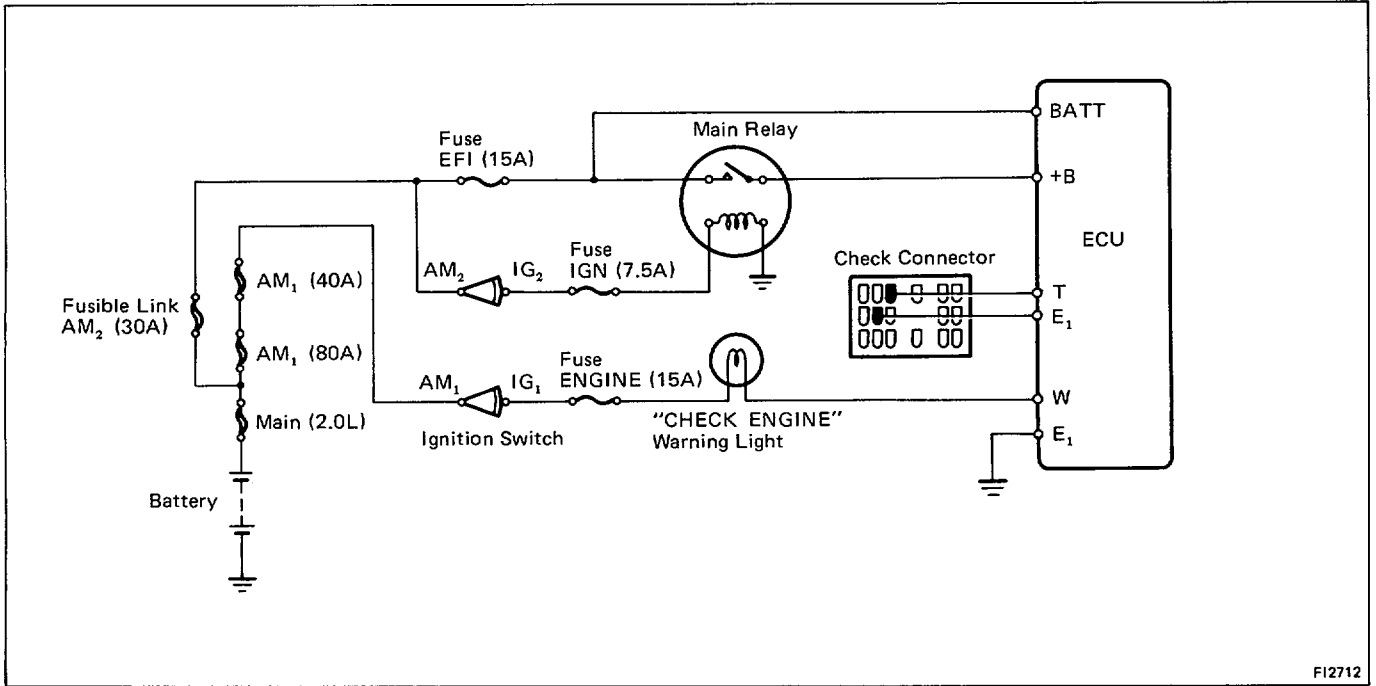 BATT
Main Relay
Fuse
EFI (15A)
+B
ECU
Check Connector
Fuse
IGN (7.5A)
AM₂
IG₂
AM₁ (40A)
T
Fusible Link
AM₂ (30A)
E₁
AM₁ (80A)
Fuse
ENGINE (15A)
AM₁
IG₁
W
Main (2.0L)
"CHECK ENGINE"
Warning Light
Ignition Switch
E₁
Battery
FI2712